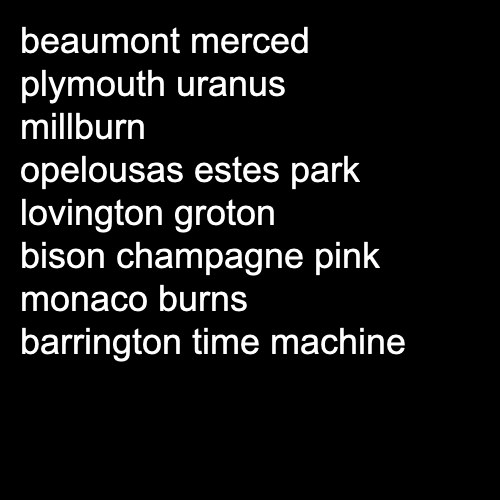 beaumont merced
plymouth uranus
millburn
opelousas estes park
lovington groton
bison champagne pink
monaco burns
barrington time machine